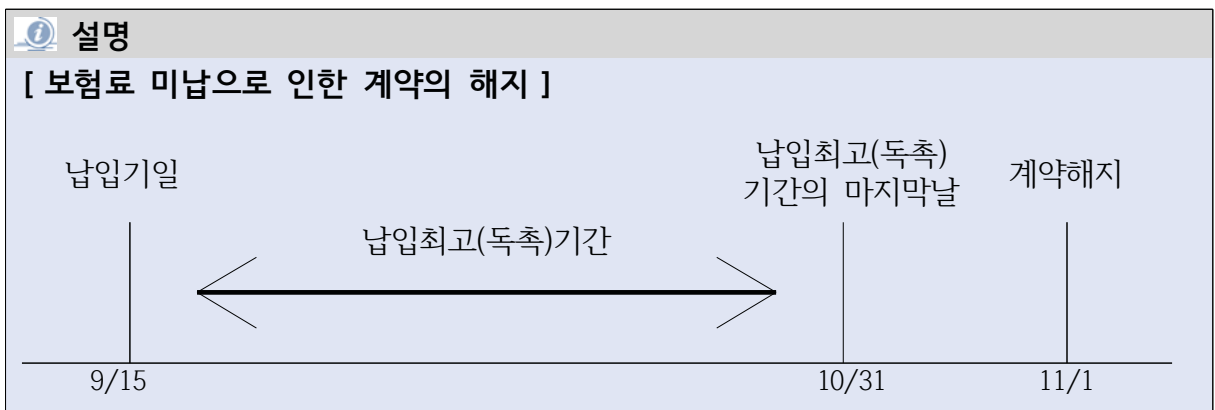 설명
[ 보험료 미납으로 인한 계약의 해지 ]
납입기일
납입최고(독촉)
기간의 마지막날
계약해지
납입최고(독촉)기간
9/15
10/31
11/1